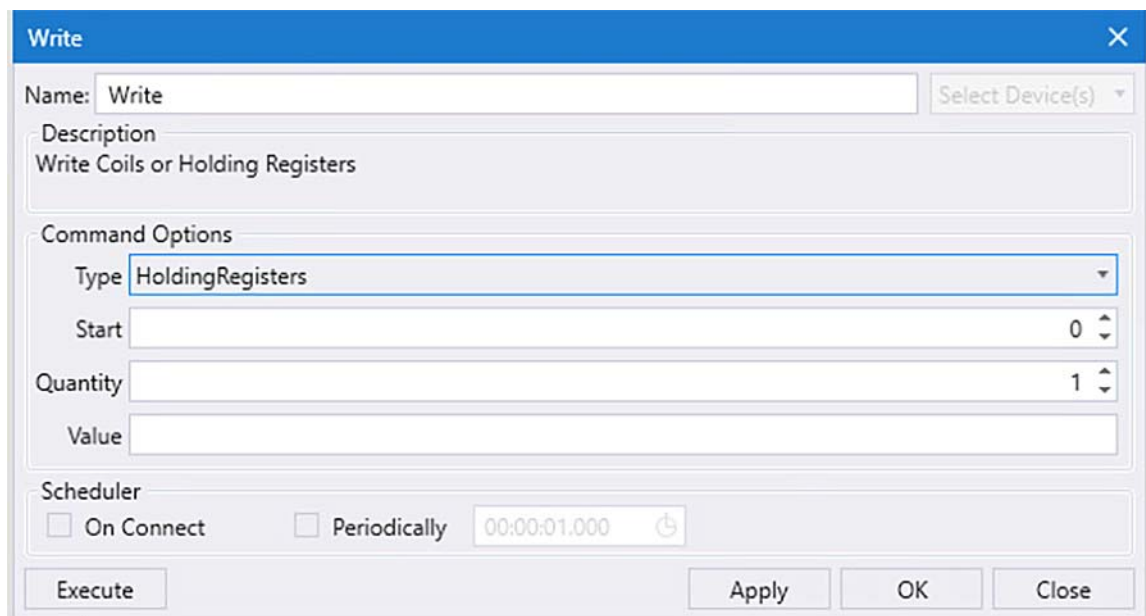 Write
Name: Write Select Device(s)
Description
Write Coils or Holding Registers
Command Options
Type HoldingRegisters
Start 0
Quantity 1
Value
Scheduler
On Connect Periodically 00:00:01.000
Execute Apply OK Close